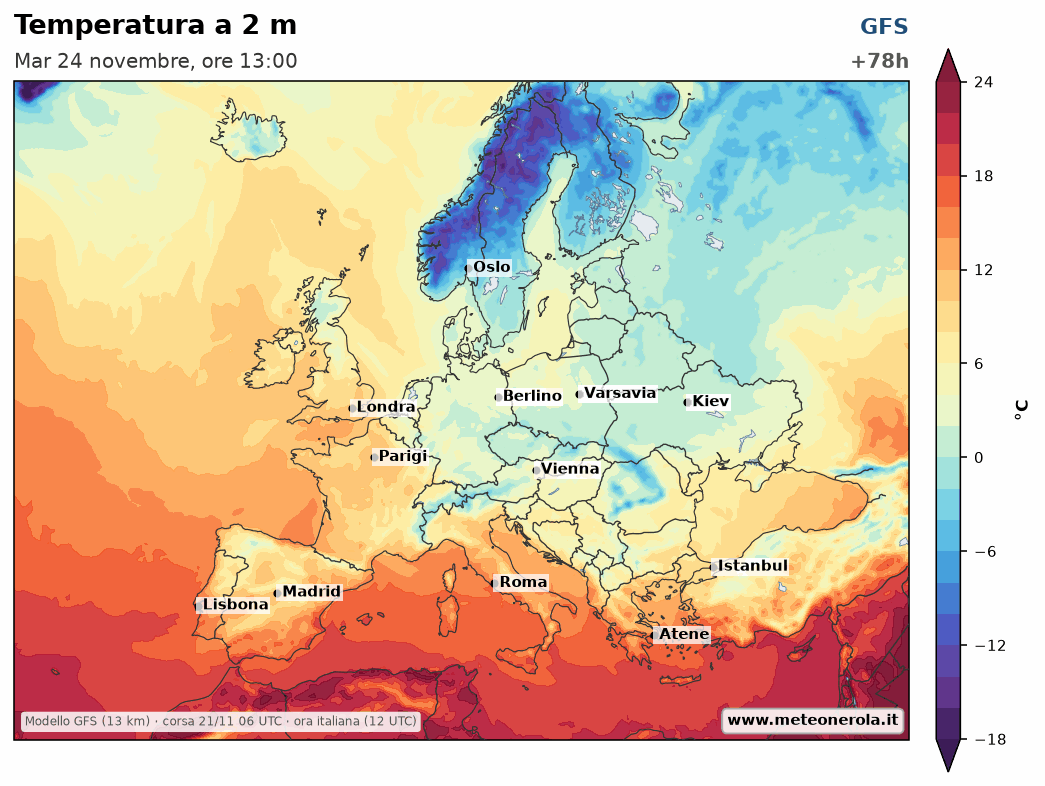 Temperatura a 2 m
GFS
Mar 24 novembre, ore 13:00
+78h
24
18
12
6
0
−6
−12
−18
°C
Oslo
Berlino
Varsavia
Kiev
Londra
Parigi
Vienna
Istanbul
Roma
Madrid
Lisbona
Atene
Modello GFS (13 km) · corsa 21/11 06 UTC · ora italiana (12 UTC)
www.meteonerola.it